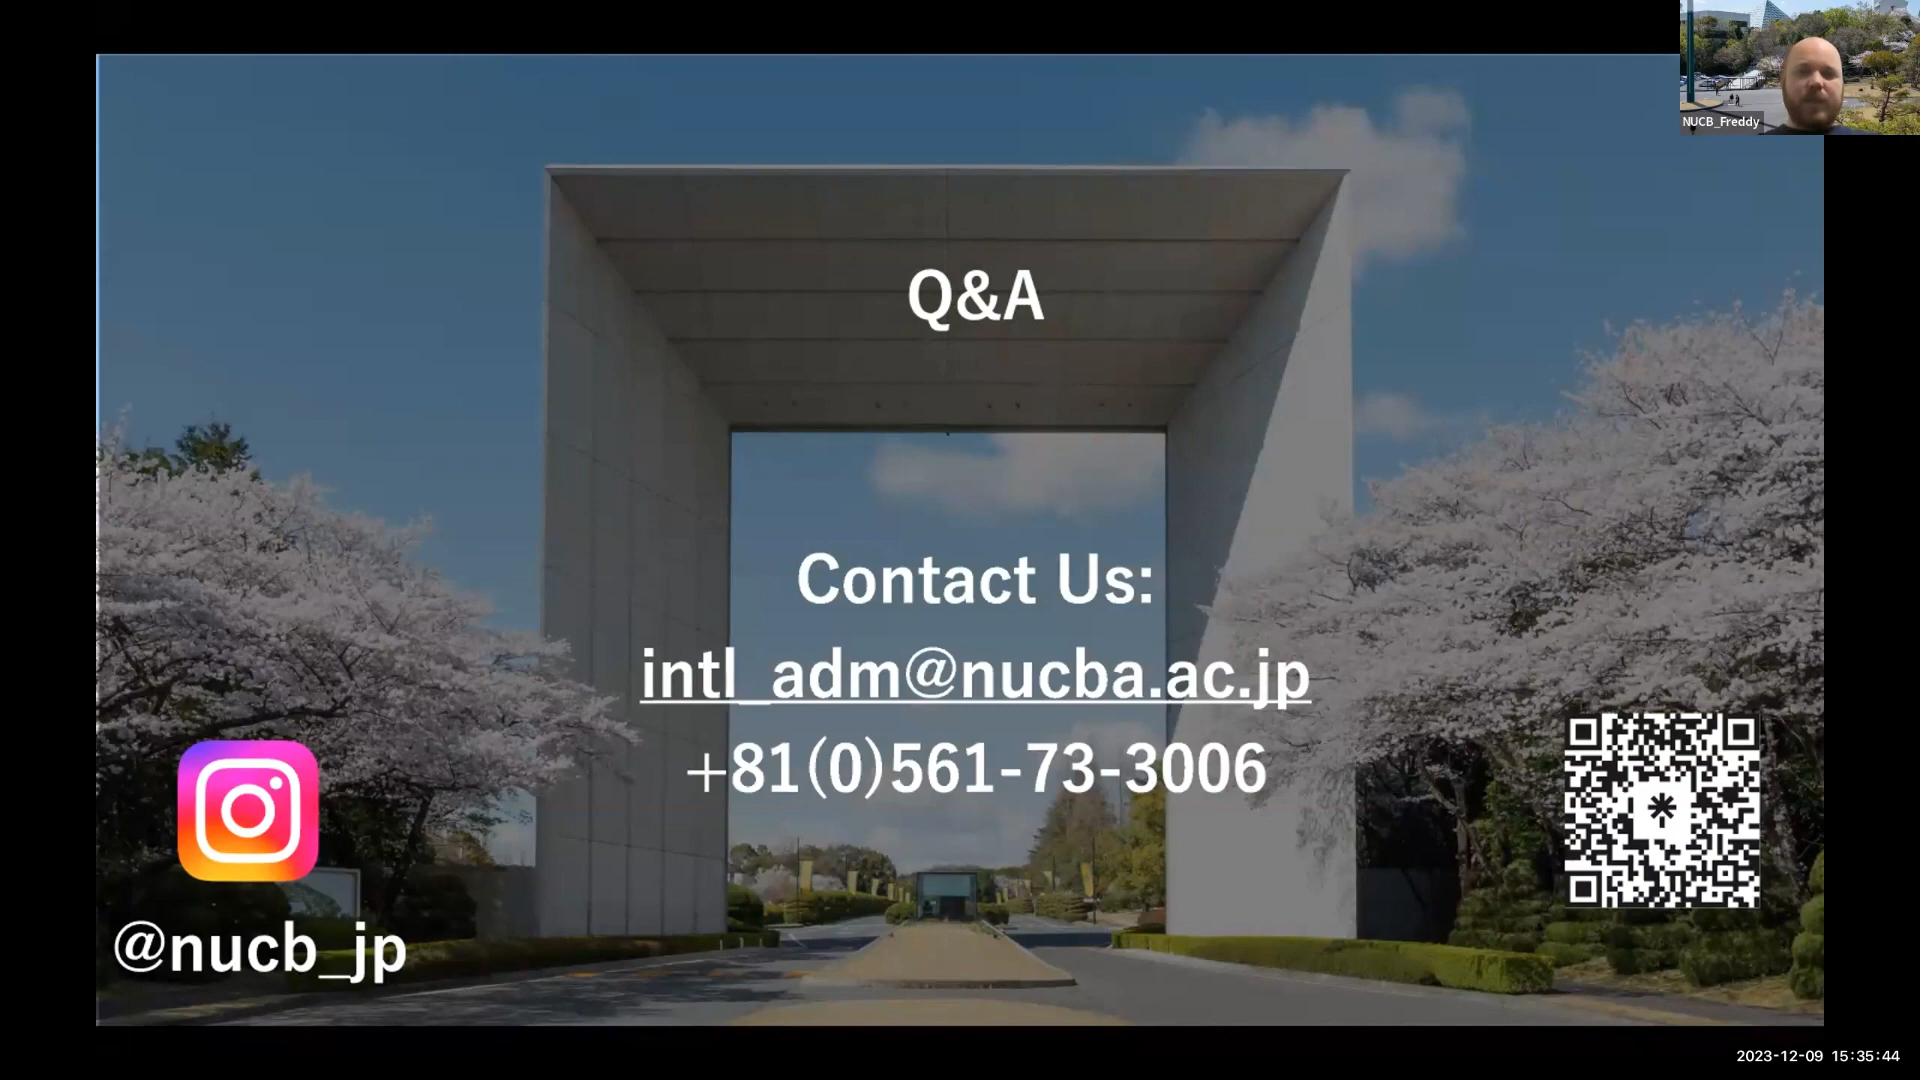 NUCB_Freddy
Q&A
Contact Us:
intl_adm@nucba.ac.jp
+81(0)561-73-3006
@nucb_jp
2023-12-09 15:35:44